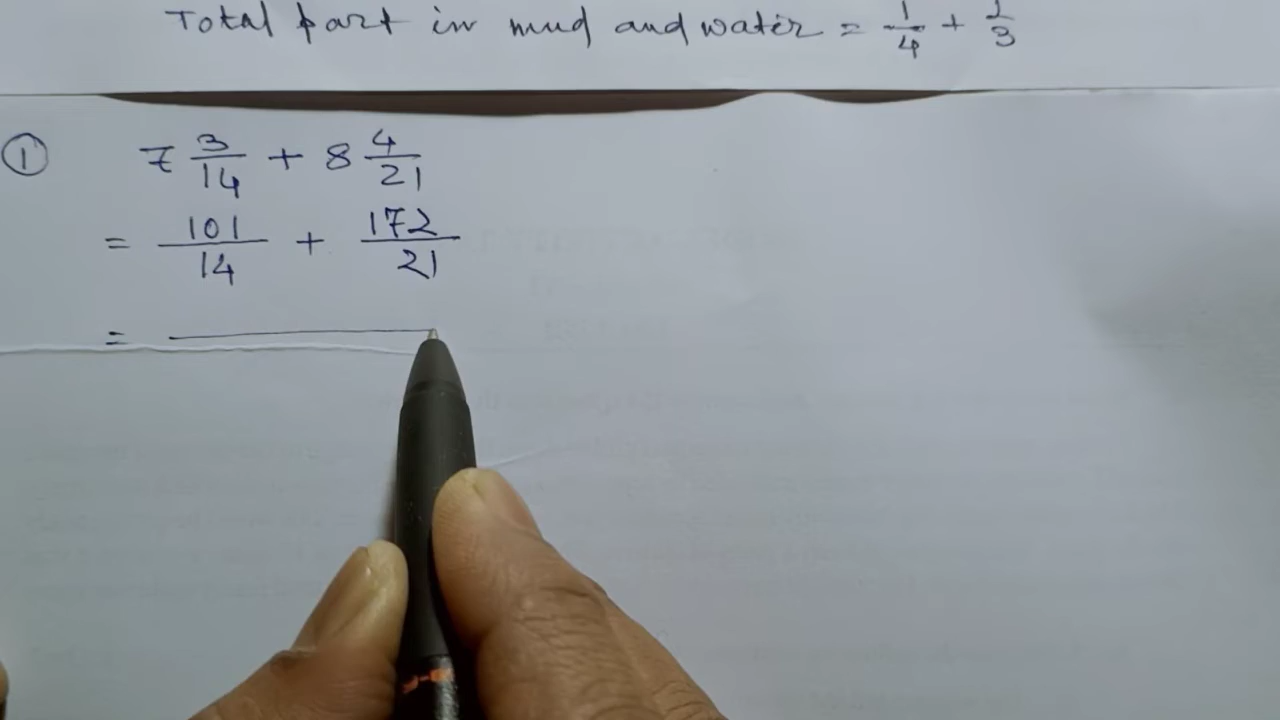 Total part in mud and water = 1/4 + 1/3
① 7 3/14 + 8 4/21
= 101/14 + 172/21
=